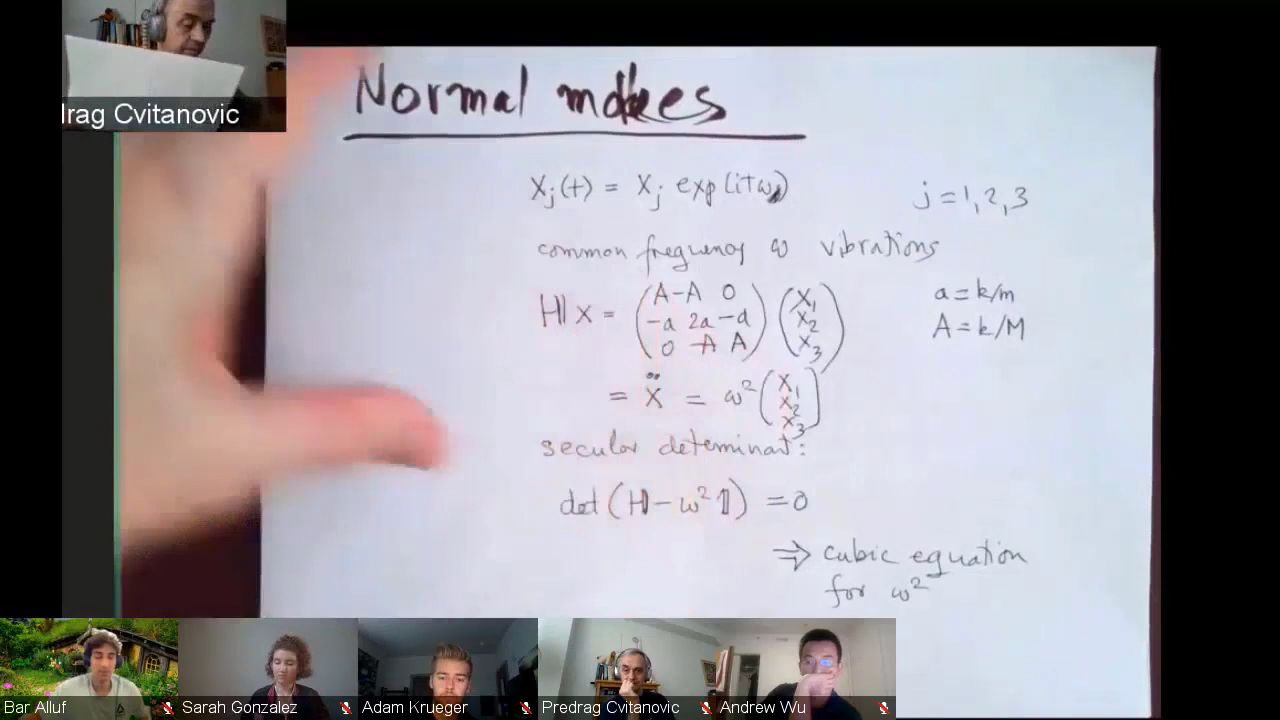 drag Cvitanovic
Normal modes
Xj(t) = Xj exp(itω) j = 1, 2, 3
common frequency ω vibrations
ℍ x = (A -A 0 / -a 2a -a / 0 -A A) (x1 / x2 / x3) a = k/m
A = k/M
= ẍ = ω² (x1 / x2 / x3)
secular determinant:
det (ℍ - ω² 𝟙) = 0
⇒ cubic equation
for ω²
Bar Alluf
Sarah Gonzalez
Adam Krueger
Predrag Cvitanovic
Andrew Wu